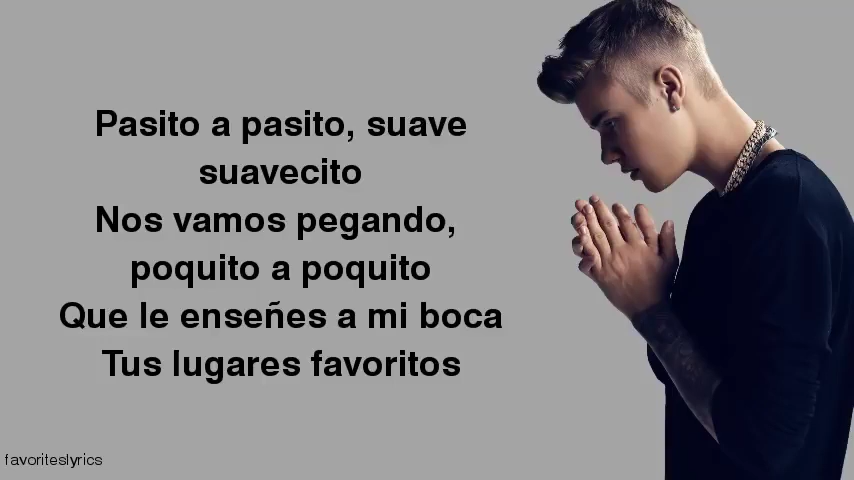 Pasito a pasito, suave
suavecito
Nos vamos pegando,
poquito a poquito
Que le enseñes a mi boca
Tus lugares favoritos
favoriteslyrics